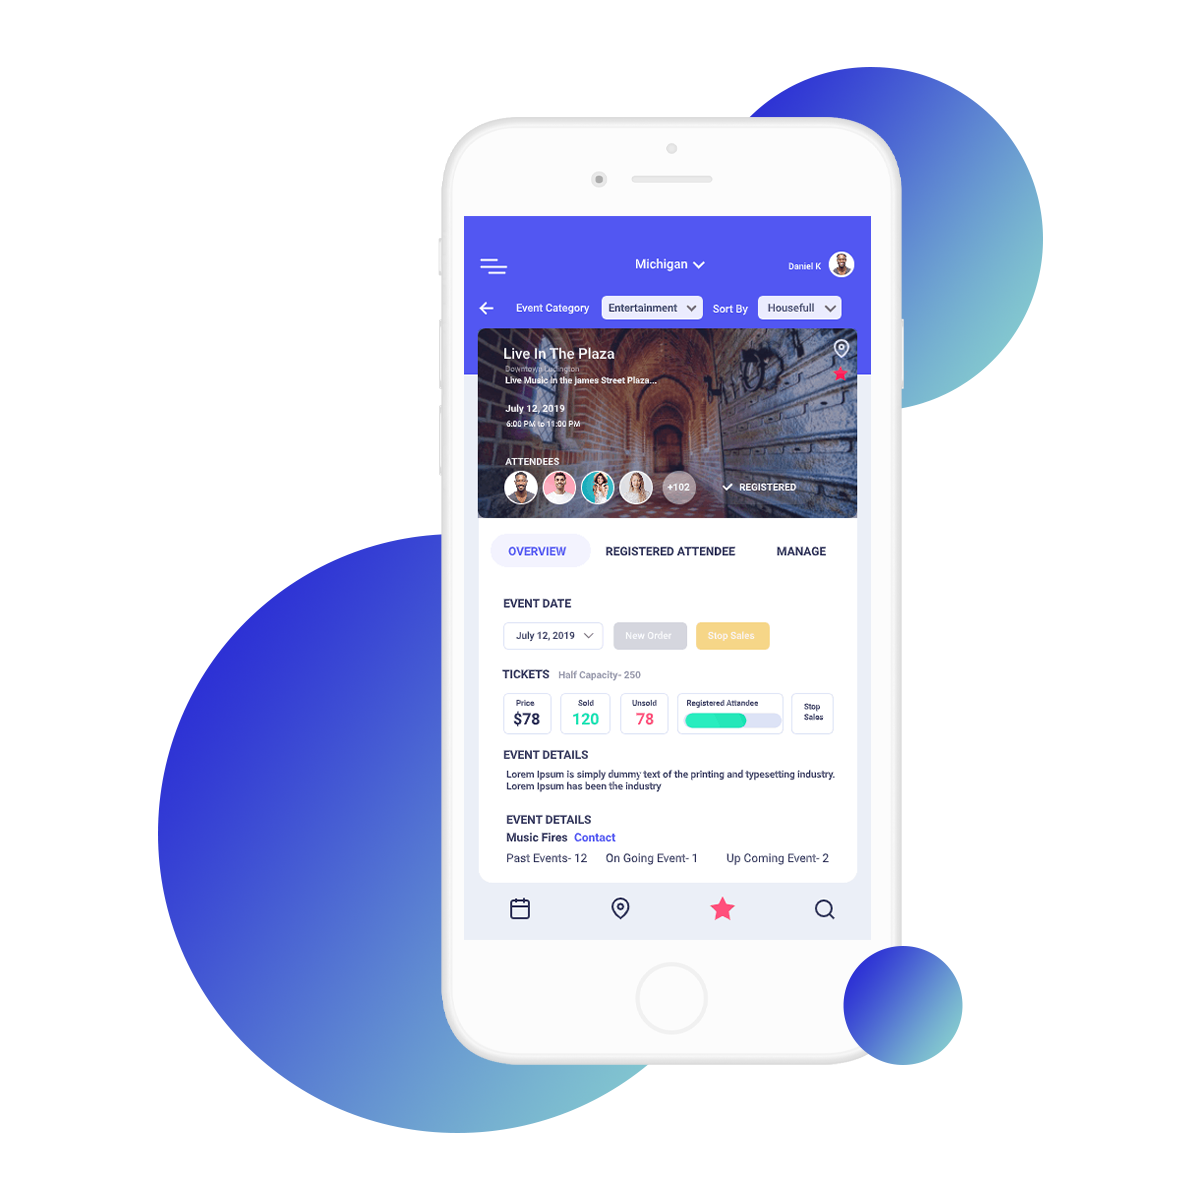 Michigan
Daniel K
Event Category Entertainment Sort By Housefull
Live In The Plaza
Downtown Lexington
Live Music in the james Street Plaza...
July 12, 2019
6:00 PM to 11:00 PM
ATTENDEES
+102
REGISTERED
OVERVIEW REGISTERED ATTENDEE MANAGE
EVENT DATE
July 12, 2019 New Order Stop Sales
TICKETS Half Capacity- 250
Price Sold Unsold Registered Attandee Stop
$78 120 78 Sales
EVENT DETAILS
Lorem Ipsum is simply dummy text of the printing and typesetting industry.
Lorem Ipsum has been the industry
EVENT DETAILS
Music Fires Contact
Past Events- 12 On Going Event- 1 Up Coming Event- 2